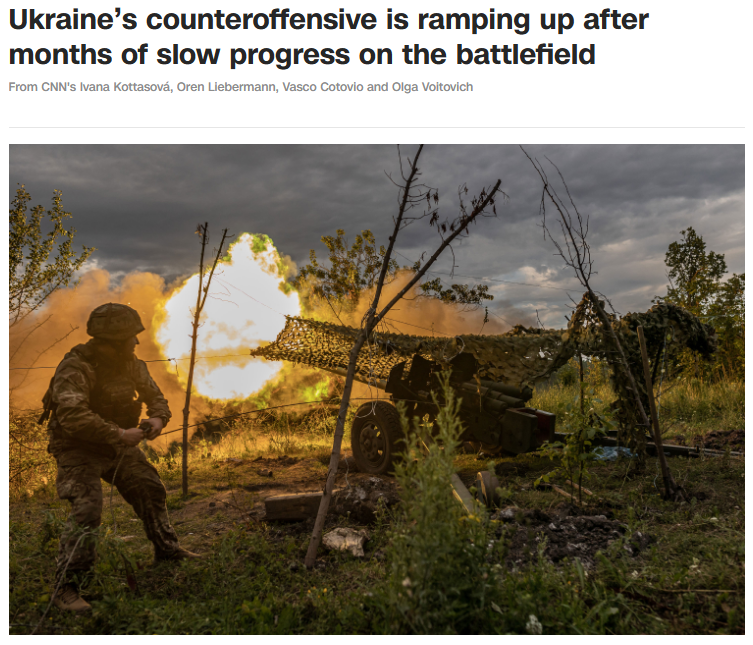 Ukraine’s counteroffensive is ramping up after
months of slow progress on the battlefield
From CNN's Ivana Kottasová, Oren Liebermann, Vasco Cotovio and Olga Voitovich